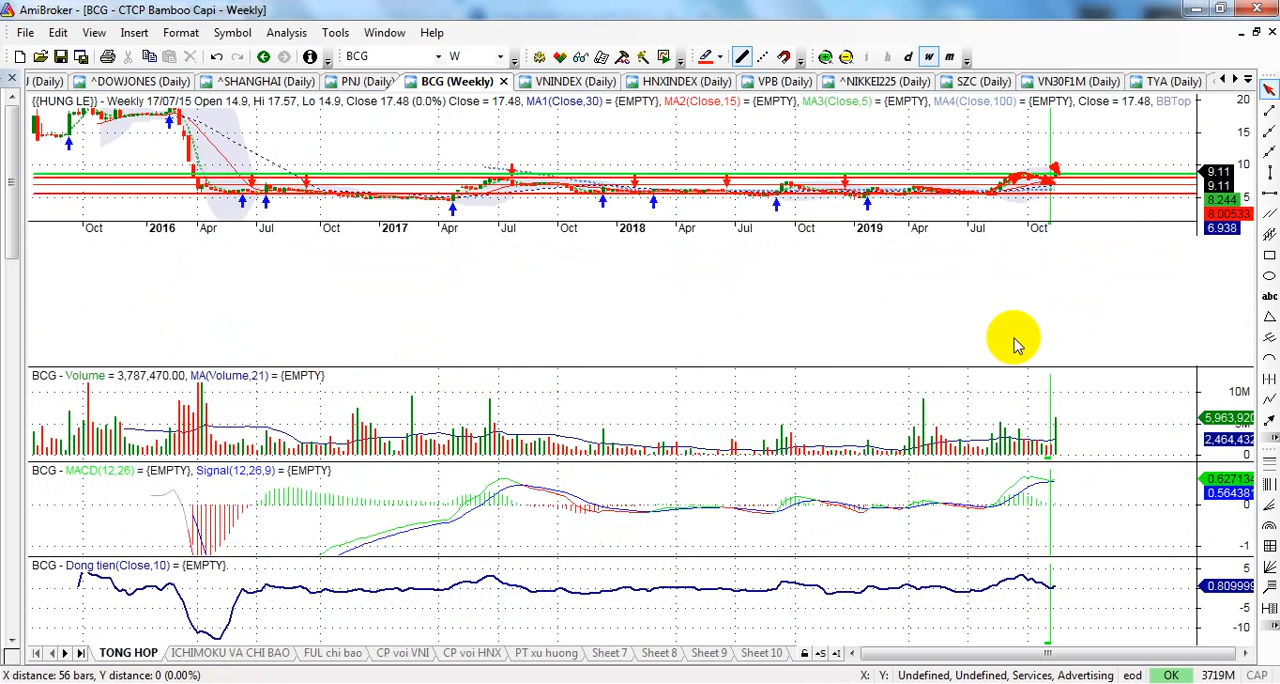 AmiBroker - [BCG - CTCP Bamboo Capi - Weekly]
File Edit View Insert Format Symbol Analysis Tools Window Help
BCG W i h d w m
J (Daily) ^DOWJONES (Daily) ^SHANGHAI (Daily) PNJ (Daily) BCG (Weekly) VNINDEX (Daily) HNXINDEX (Daily) VPB (Daily) ^NIKKEI225 (Daily) SZC (Daily) VN30F1M (Daily) TYA (Daily)
{{HUNG LE}} - Weekly 17/07/15 Open 14.9, Hi 17.57, Lo 14.9, Close 17.48 (0.0%) Close = 17.48, MA1(Close,30) = {EMPTY}, MA2(Close,15) = {EMPTY}, MA3(Close,5) = {EMPTY}, MA4(Close,100) = {EMPTY}, Close = 17.48, BBTop
20
15
10
9.11
9.11
5
8.244
8.00533
6.938
Oct 2016 Apr Jul Oct 2017 Apr Jul Oct 2018 Apr Jul Oct 2019 Apr Jul Oct
abc
BCG - Volume = 3,787,470.00, MA(Volume,21) = {EMPTY}
10M
5,963,920
2,464,432
0
BCG - MACD(12,26) = {EMPTY}, Signal(12,26,9) = {EMPTY}
0.627134
0.564381
0
-1
BCG - Dong tien(Close,10) = {EMPTY}
5
0.809999
-5
-10
TONG HOP ICHIMOKU VA CHI BAO FUL chi bao CP voi VNI CP voi HNX PT xu huong Sheet 7 Sheet 8 Sheet 9 Sheet 10
X distance: 56 bars, Y distance: 0 (0.00%) X: Y: Undefined, Undefined, Services, Advertising eod OK 3719M CAP